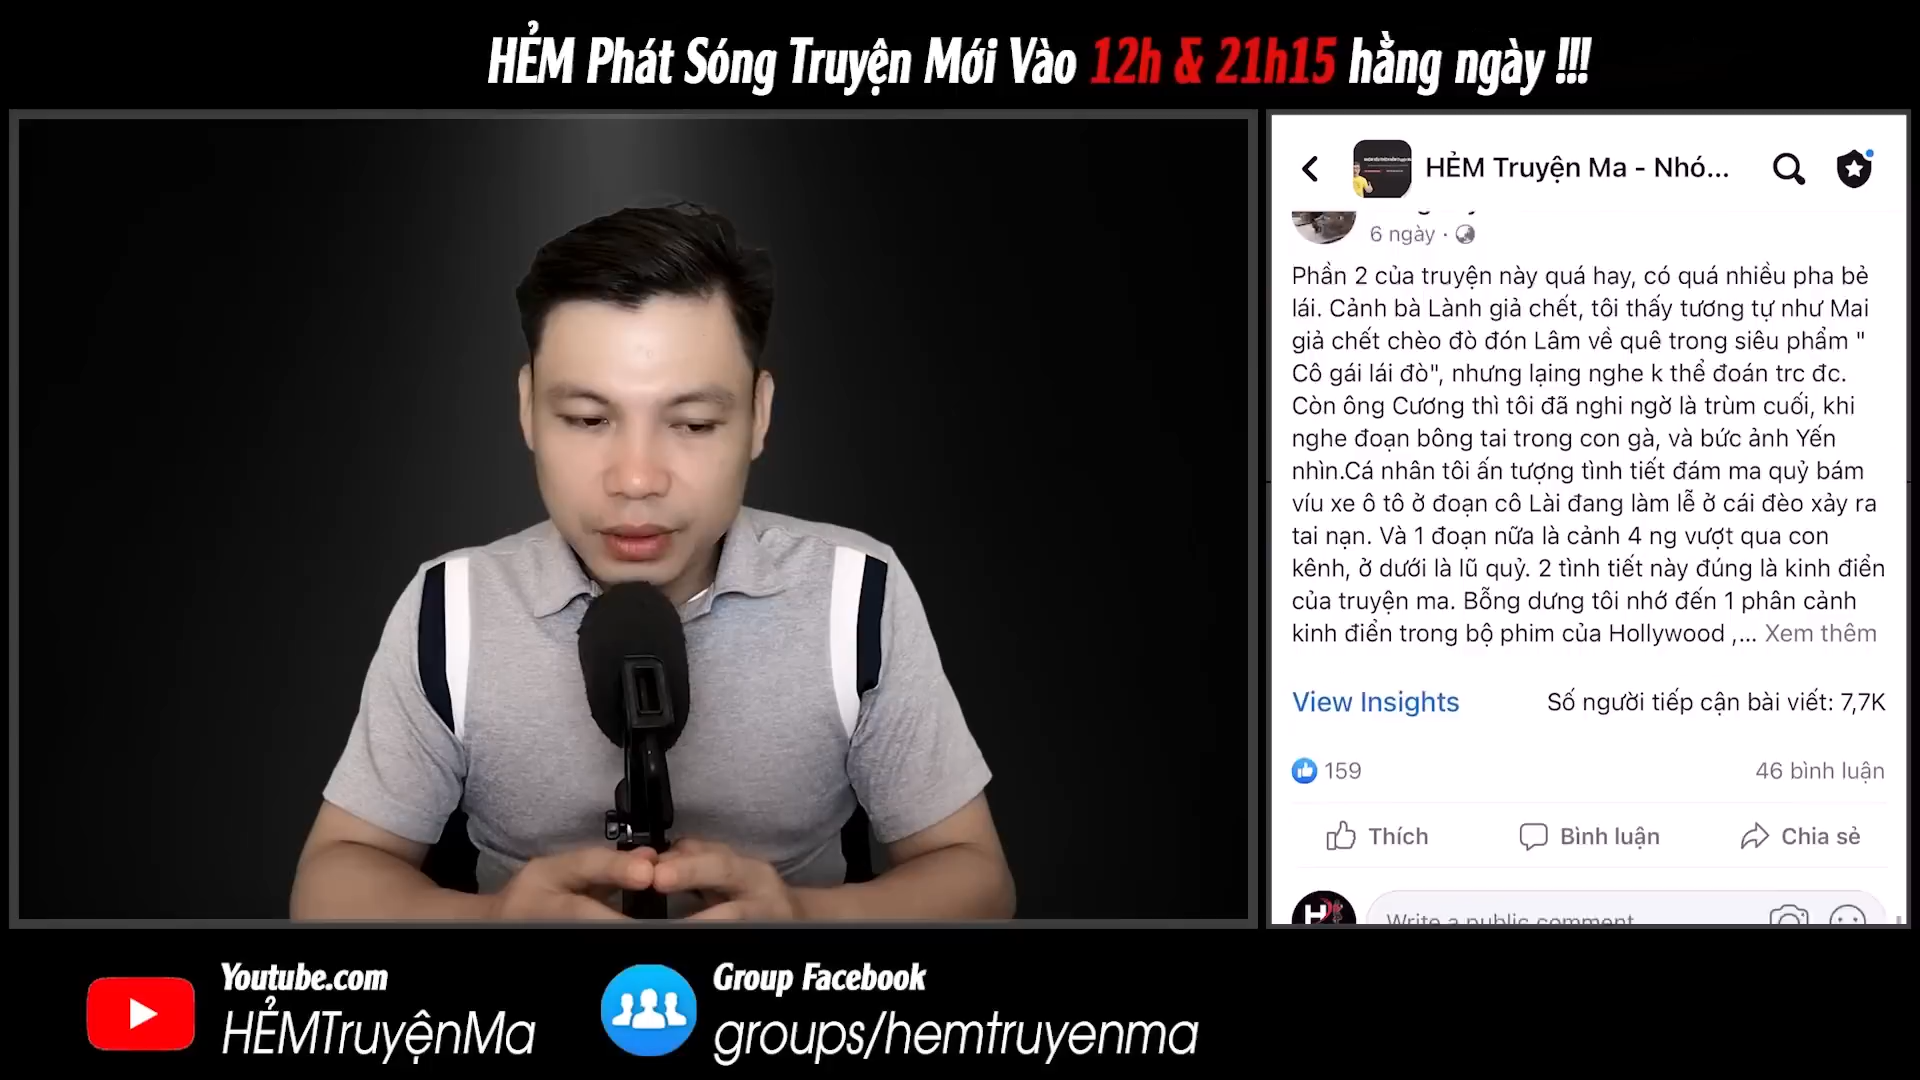 HẺM Phát Sóng Truyện Mới Vào 12h & 21h15 hằng ngày !!!
HẺM Truyện Ma - Nhó...
6 ngày ·
Phần 2 của truyện này quá hay, có quá nhiều pha bẻ
lái. Cảnh bà Lành giả chết, tôi thấy tương tự như Mai
giả chết chèo đò đón Lâm về quê trong siêu phẩm "
Cô gái lái đò", nhưng lạing nghe k thể đoán trc đc.
Còn ông Cương thì tôi đã nghi ngờ là trùm cuối, khi
nghe đoạn bông tai trong con gà, và bức ảnh Yến
nhìn.Cá nhân tôi ấn tượng tình tiết đám ma quỷ bám
víu xe ô tô ở đoạn cô Lài đang làm lễ ở cái đèo xảy ra
tai nạn. Và 1 đoạn nữa là cảnh 4 ng vượt qua con
kênh, ở dưới là lũ quỷ. 2 tình tiết này đúng là kinh điển
của truyện ma. Bỗng dưng tôi nhớ đến 1 phân cảnh
kinh điển trong bộ phim của Hollywood ,... Xem thêm
View Insights
Số người tiếp cận bài viết: 7,7K
159
46 bình luận
Thích
Bình luận
Chia sẻ
Write a public comment
Youtube.com
HẺMTruyệnMa
Group Facebook
groups/hemtruyenma